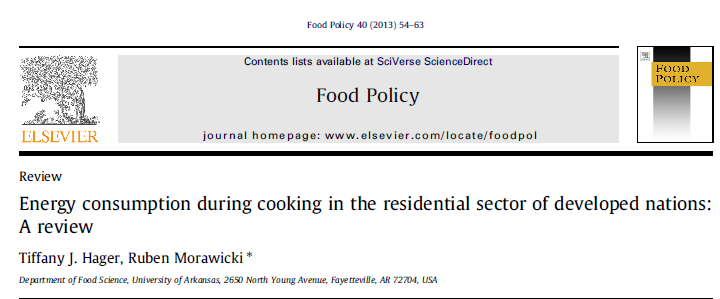 Food Policy 40 (2013) 54–63
Contents lists available at SciVerse ScienceDirect
Food Policy
journal homepage: www.elsevier.com/locate/foodpol
ELSEVIER
FOOD
POLICY
Review
Energy consumption during cooking in the residential sector of developed nations:
A review
Tiffany J. Hager, Ruben Morawicki *
Department of Food Science, University of Arkansas, 2650 North Young Avenue, Fayetteville, AR 72704, USA